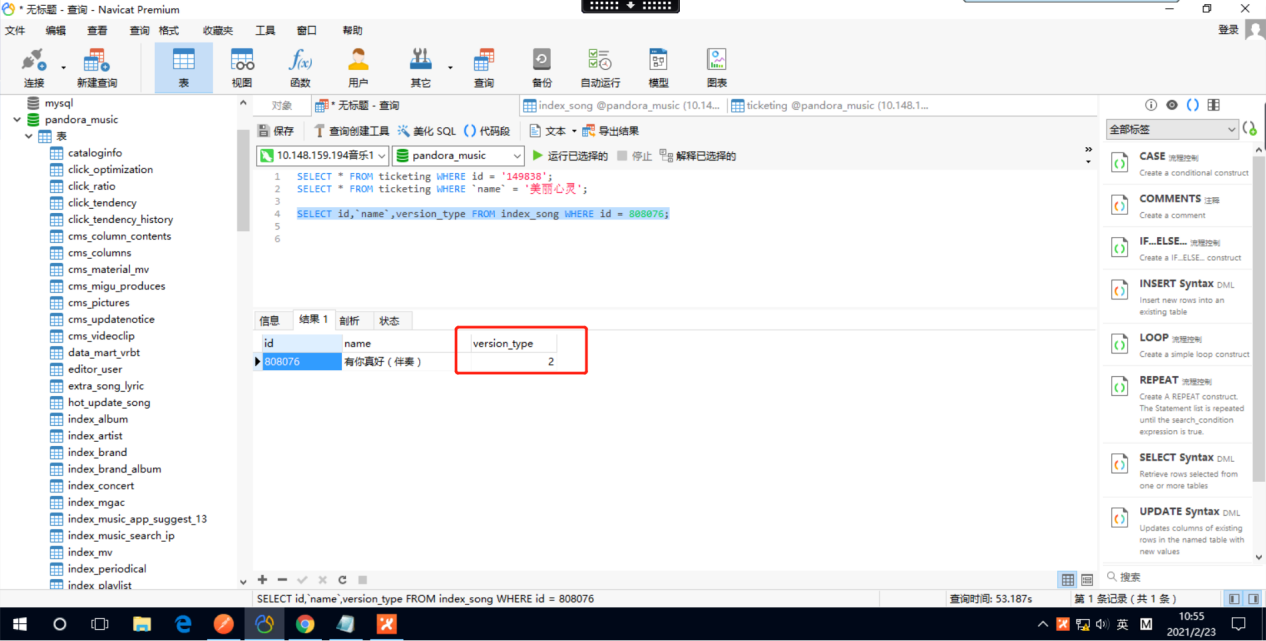 * 无标题 - 查询 - Navicat Premium
文件 编辑 查看 查询 格式 收藏夹 工具 窗口 帮助
登录
连接 新建查询 表 视图 函数 用户 其它 查询 备份 自动运行 模型 图表
f(x)
mysql
pandora_music
表
cataloginfo
click_optimization
click_ratio
click_tendency
click_tendency_history
cms_column_contents
cms_columns
cms_material_mv
cms_migu_produces
cms_pictures
cms_updatenotice
cms_videoclip
data_mart_vrbt
editor_user
extra_song_lyric
hot_update_song
index_album
index_artist
index_brand
index_brand_album
index_concert
index_mgac
index_music_app_suggest_13
index_music_search_ip
index_mv
index_periodical
index_playlist
对象 * 无标题 - 查询 index_song @pandora_music (10.14... ticketing @pandora_music (10.148.1...
保存 查询创建工具 美化 SQL () 代码段 文本 导出结果
10.148.159.194音乐1 pandora_music 运行已选择的 停止 解释已选择的
1 SELECT * FROM ticketing WHERE id = '149838';
2 SELECT * FROM ticketing WHERE `name` = '美丽心灵';
3
4 SELECT id,`name`,version_type FROM index_song WHERE id = 808076;
5
6
信息 结果 1 剖析 状态
id name version_type
808076 有你真好（伴奏） 2
全部标签
CASE 流程控制
Create a conditional construct
COMMENTS 注释
Create a comment
IF...ELSE... 流程控制
Create a IF...ELSE... construct
INSERT Syntax DML
Insert new rows into an
existing table
LOOP 流程控制
Create a simple loop construct
REPEAT 流程控制
Create A REPEAT construct.
The Statement list is repeated
until the search_condition
expression is true.
SELECT Syntax DML
Retrieve rows selected from
one or more tables
UPDATE Syntax DML
Updates columns of existing
rows in the named table with
new values
搜索
SELECT id,`name`,version_type FROM index_song WHERE id = 808076
查询时间: 53.187s
第 1 条记录 (共 1 条)
英 M
10:55
2021/2/23